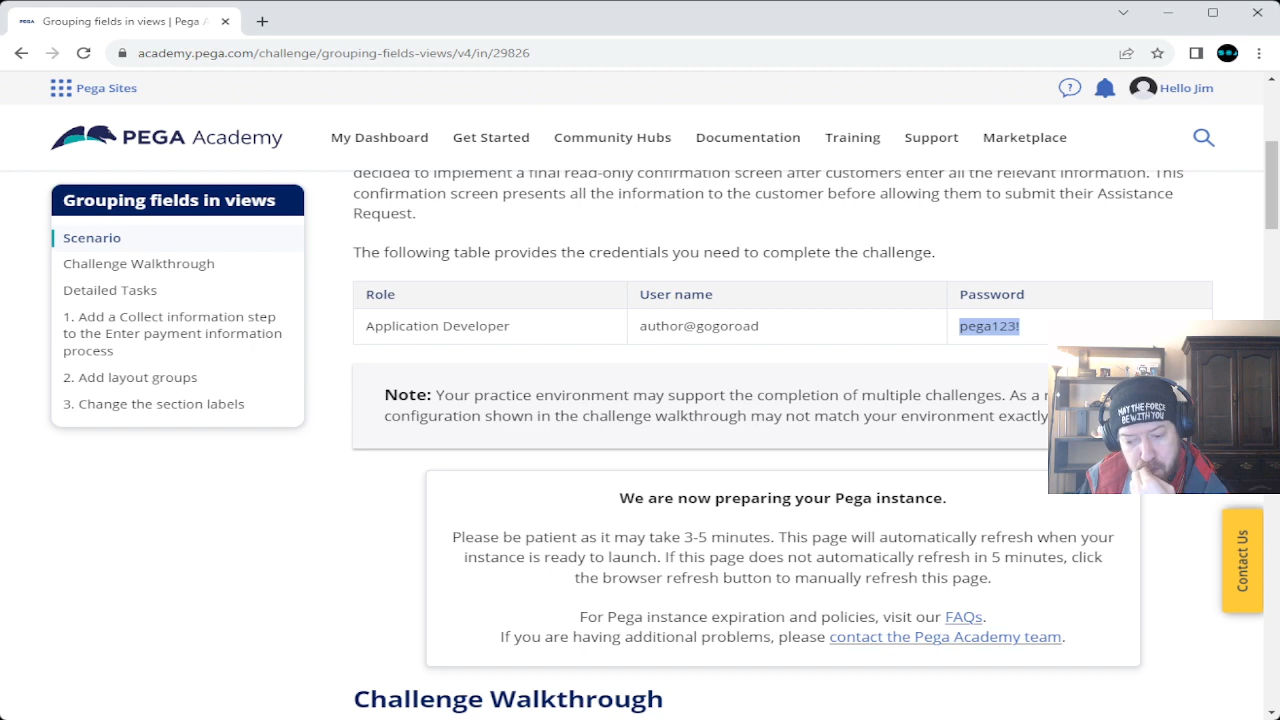 PEGA Grouping fields in views | Pega A
academy.pega.com/challenge/grouping-fields-views/v4/in/29826
Pega Sites
? Hello Jim
PEGA Academy
My Dashboard Get Started Community Hubs Documentation Training Support Marketplace
Grouping fields in views
Scenario
Challenge Walkthrough
Detailed Tasks
1. Add a Collect information step
to the Enter payment information
process
2. Add layout groups
3. Change the section labels
decided to implement a final read-only confirmation screen after customers enter all the relevant information. This
confirmation screen presents all the information to the customer before allowing them to submit their Assistance
Request.
The following table provides the credentials you need to complete the challenge.
Role User name Password
Application Developer author@gogoroad pega123!
Note: Your practice environment may support the completion of multiple challenges. As a
configuration shown in the challenge walkthrough may not match your environment exactly
MAY THE FORCE
BE WITH YOU
We are now preparing your Pega instance.
Please be patient as it may take 3-5 minutes. This page will automatically refresh when your
instance is ready to launch. If this page does not automatically refresh in 5 minutes, click
the browser refresh button to manually refresh this page.
For Pega instance expiration and policies, visit our FAQs.
If you are having additional problems, please contact the Pega Academy team.
Contact Us
Challenge Walkthrough